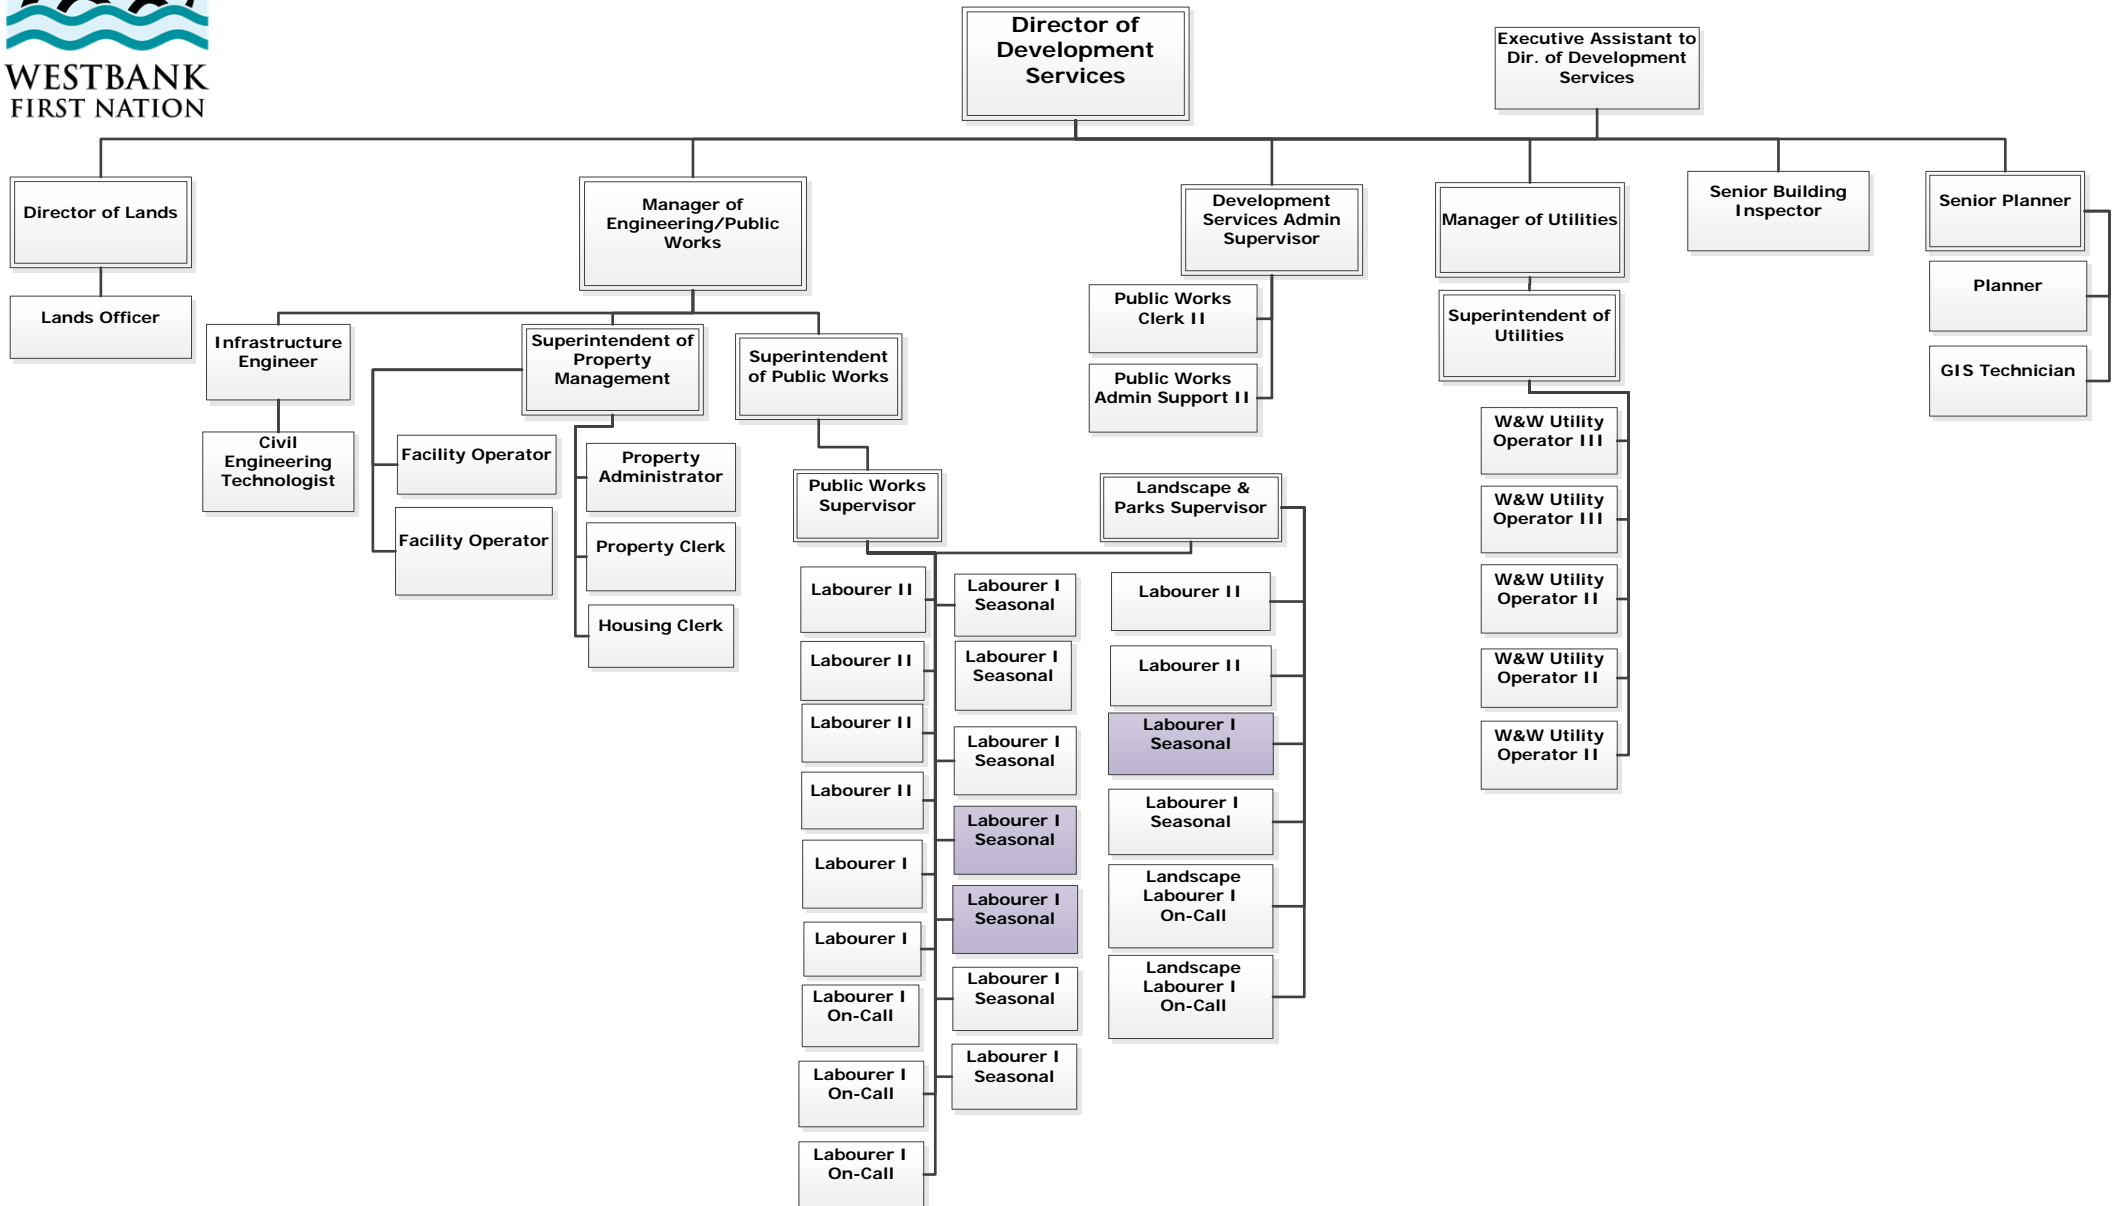 WESTBANK
FIRST NATION
Director of
Development
Services
Executive Assistant to
Dir. of Development
Services
Director of Lands
Lands Officer
Manager of
Engineering/Public
Works
Infrastructure
Engineer
Civil
Engineering
Technologist
Superintendent of
Property
Management
Facility Operator
Facility Operator
Property
Administrator
Property Clerk
Housing Clerk
Superintendent
of Public Works
Public Works
Supervisor
Labourer II
Labourer II
Labourer II
Labourer II
Labourer I
Labourer I
Labourer I
On-Call
Labourer I
On-Call
Labourer I
On-Call
Labourer I
Seasonal
Labourer I
Seasonal
Labourer I
Seasonal
Labourer I
Seasonal
Labourer I
Seasonal
Labourer I
Seasonal
Labourer I
Seasonal
Landscape &
Parks Supervisor
Labourer II
Labourer II
Labourer I
Seasonal
Labourer I
Seasonal
Landscape
Labourer I
On-Call
Landscape
Labourer I
On-Call
Development
Services Admin
Supervisor
Public Works
Clerk II
Public Works
Admin Support II
Manager of Utilities
Superintendent of
Utilities
W&W Utility
Operator III
W&W Utility
Operator III
W&W Utility
Operator II
W&W Utility
Operator II
W&W Utility
Operator II
Senior Building
Inspector
Senior Planner
Planner
GIS Technician